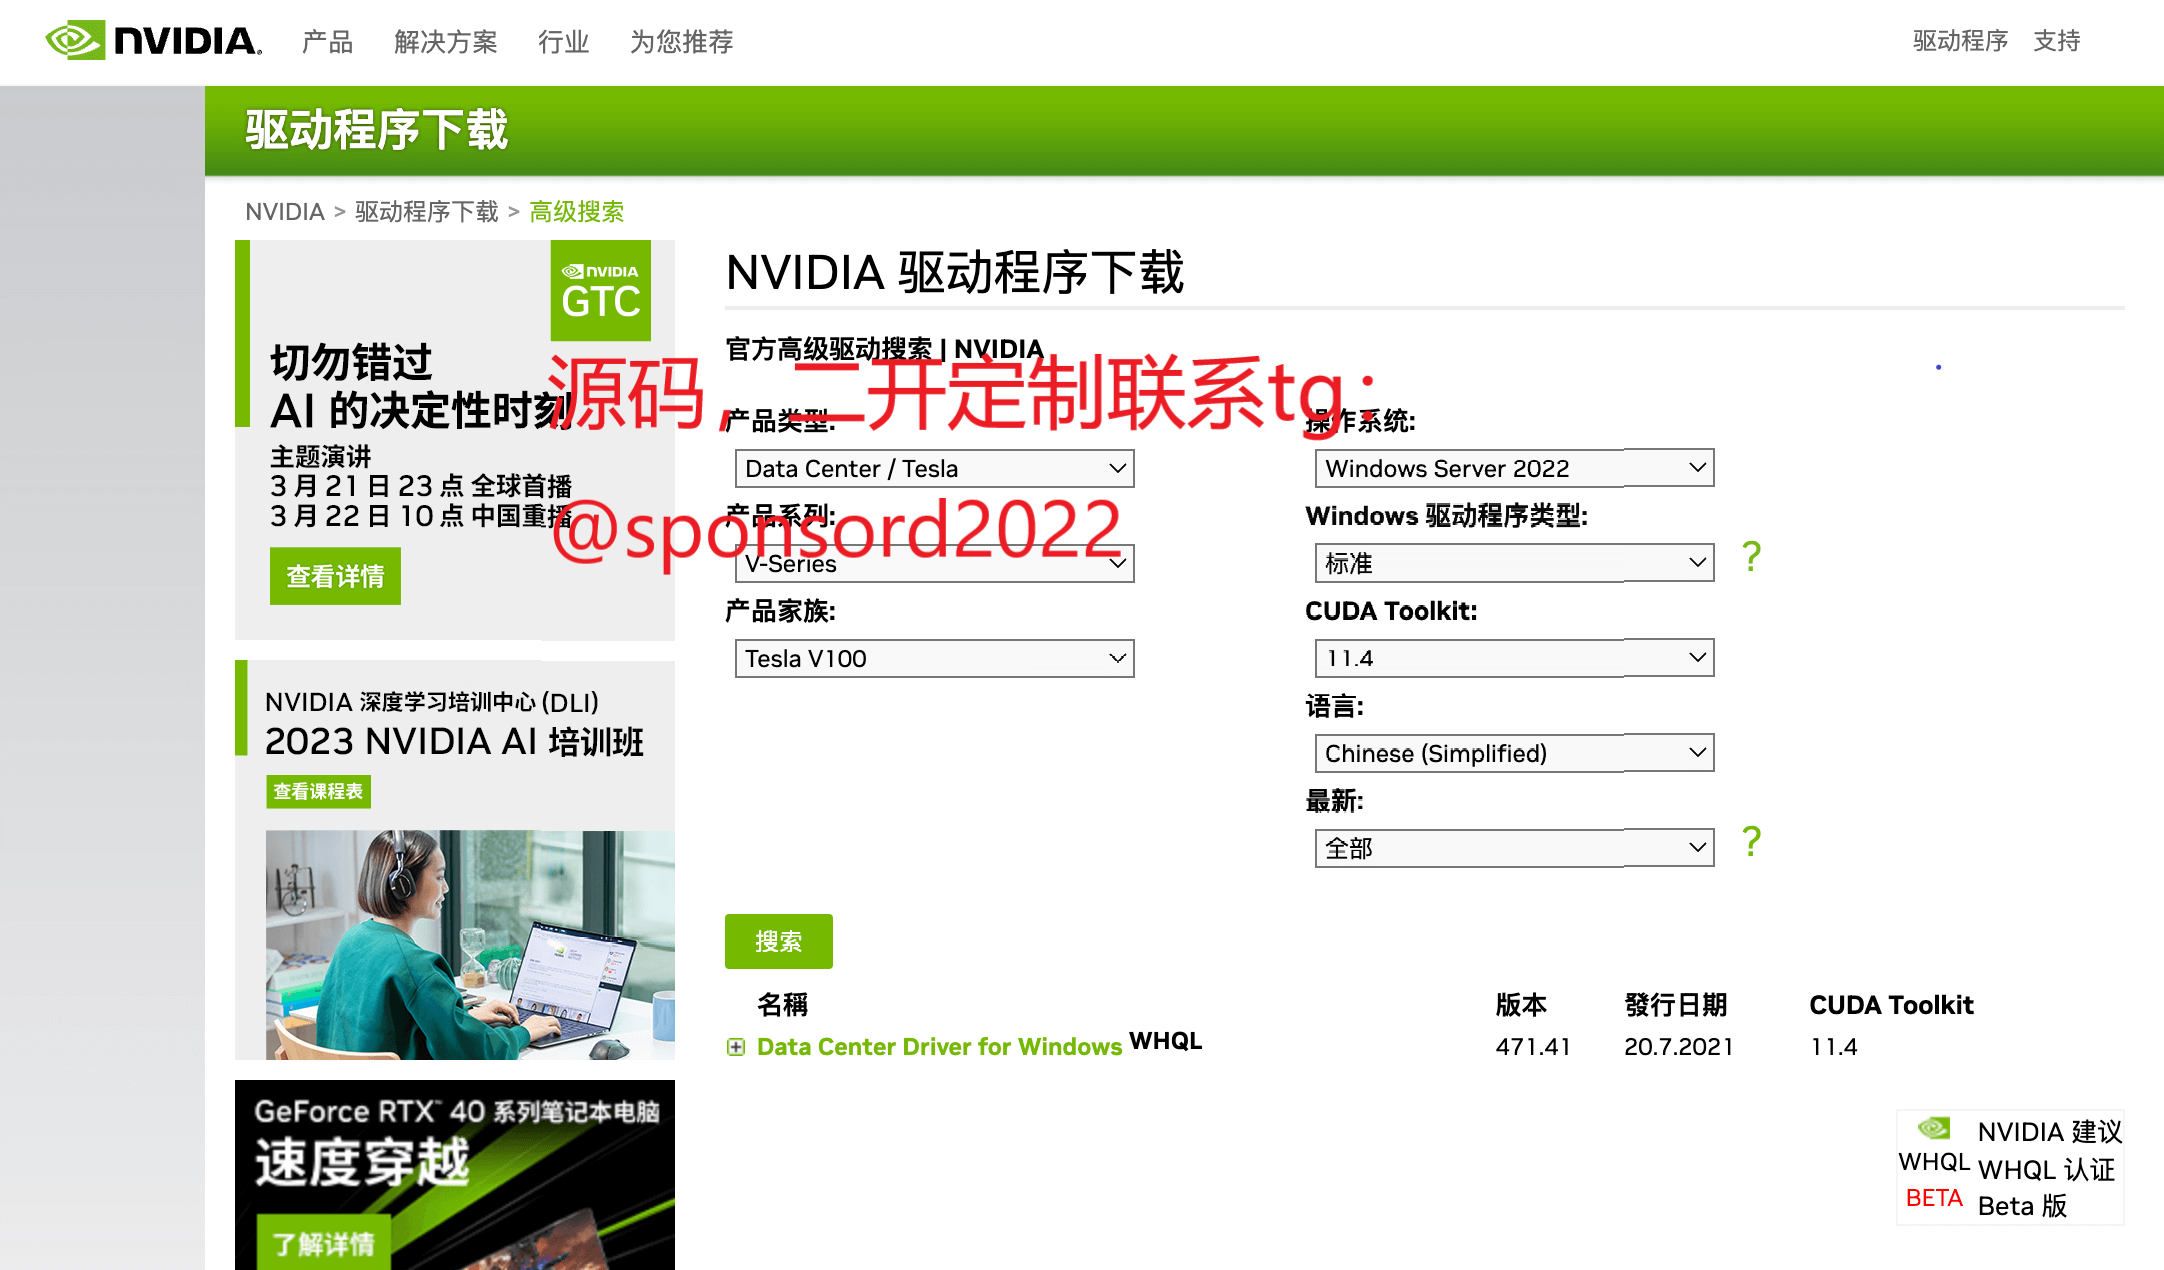 NVIDIA.
产品
解决方案
行业
为您推荐
驱动程序
支持
驱动程序下载
NVIDIA > 驱动程序下载 > 高级搜索
NVIDIA
GTC
切勿错过
AI 的决定性时刻
主题演讲
3 月 21 日 23 点 全球首播
3 月 22 日 10 点 中国重播
查看详情
NVIDIA 深度学习培训中心 (DLI)
2023 NVIDIA AI 培训班
查看课程表
GeForce RTX™ 40 系列笔记本电脑
速度穿越
了解详情
NVIDIA 驱动程序下载
官方高级驱动搜索 | NVIDIA
源码，二开定制联系tg：
@sponsord2022
产品类型:
Data Center / Tesla
产品系列:
V-Series
产品家族:
Tesla V100
操作系统:
Windows Server 2022
Windows 驱动程序类型:
标准
?
CUDA Toolkit:
11.4
语言:
Chinese (Simplified)
最新:
全部
?
搜索
名稱 版本 發行日期 CUDA Toolkit
Data Center Driver for Windows WHQL 471.41 20.7.2021 11.4
NVIDIA 建议
WHQL WHQL 认证
BETA Beta 版